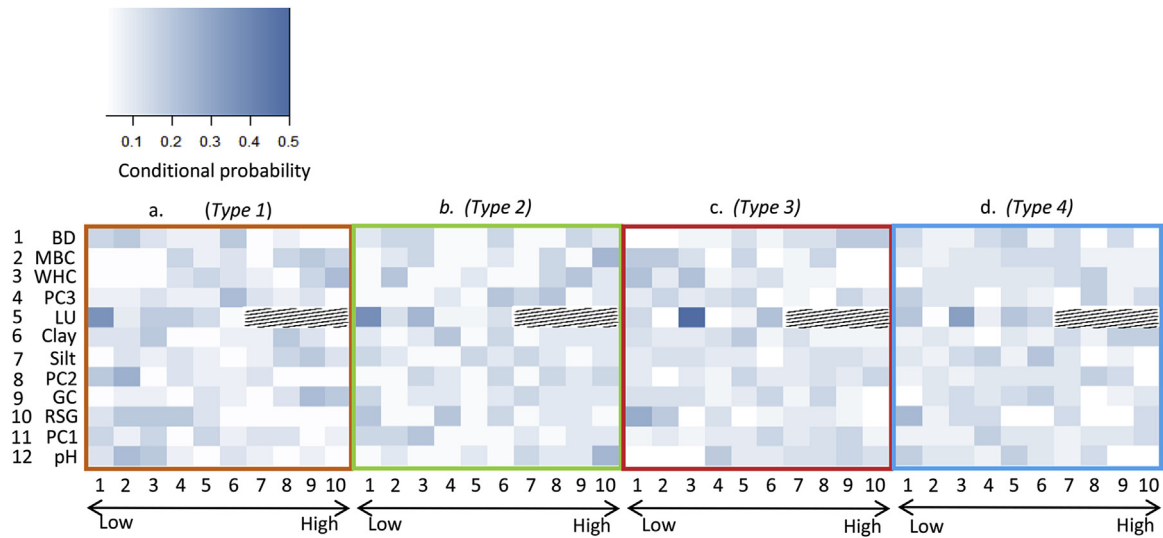 0.1 0.2 0.3 0.4 0.5
Conditional probability
a. (Type 1) b. (Type 2) c. (Type 3) d. (Type 4)
1 BD
2 MBC
3 WHC
4 PC3
5 LU
6 Clay
7 Silt
8 PC2
9 GC
10 RSG
11 PC1
12 pH
1 2 3 4 5 6 7 8 9 10 1 2 3 4 5 6 7 8 9 10 1 2 3 4 5 6 7 8 9 10 1 2 3 4 5 6 7 8 9 10
Low High Low High Low High Low High